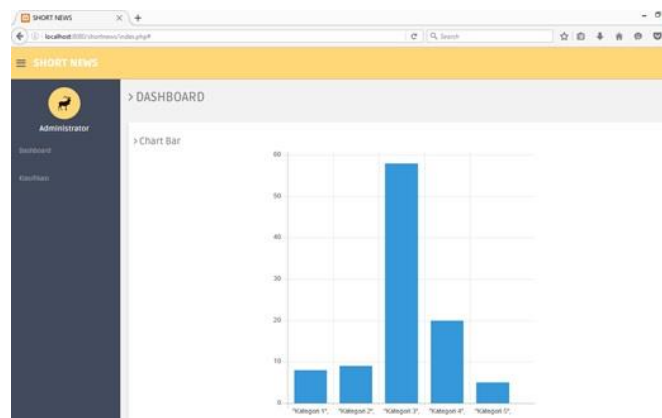 SHORT NEWS
localhost:8080/shortnews/index.php#
Search
SHORT NEWS
Administrator
Dashboard
Klasifikasi
> DASHBOARD
> Chart Bar
60
50
40
30
20
10
0
"Kategori 1", "Kategori 2", "Kategori 3", "Kategori 4", "Kategori 5",